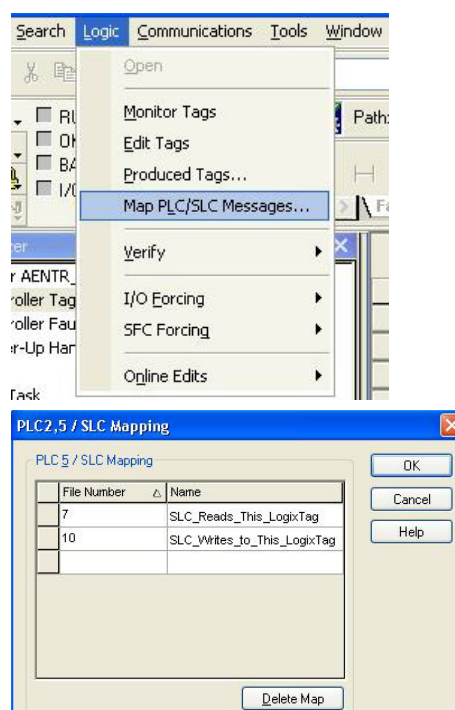 Search Logic Communications Tools Window
Open
Monitor Tags
Path:
Edit Tags
Produced Tags...
Map PLC/SLC Messages...
Verify
AENTR_
I/O Forcing
SFC Forcing
Online Edits
Task
PLC2,5 / SLC Mapping
PLC 5 / SLC Mapping
OK
File Number Name
Cancel
7 SLC_Reads_This_LogixTag
10 SLC_Writes_to_This_LogixTag
Help
Delete Map